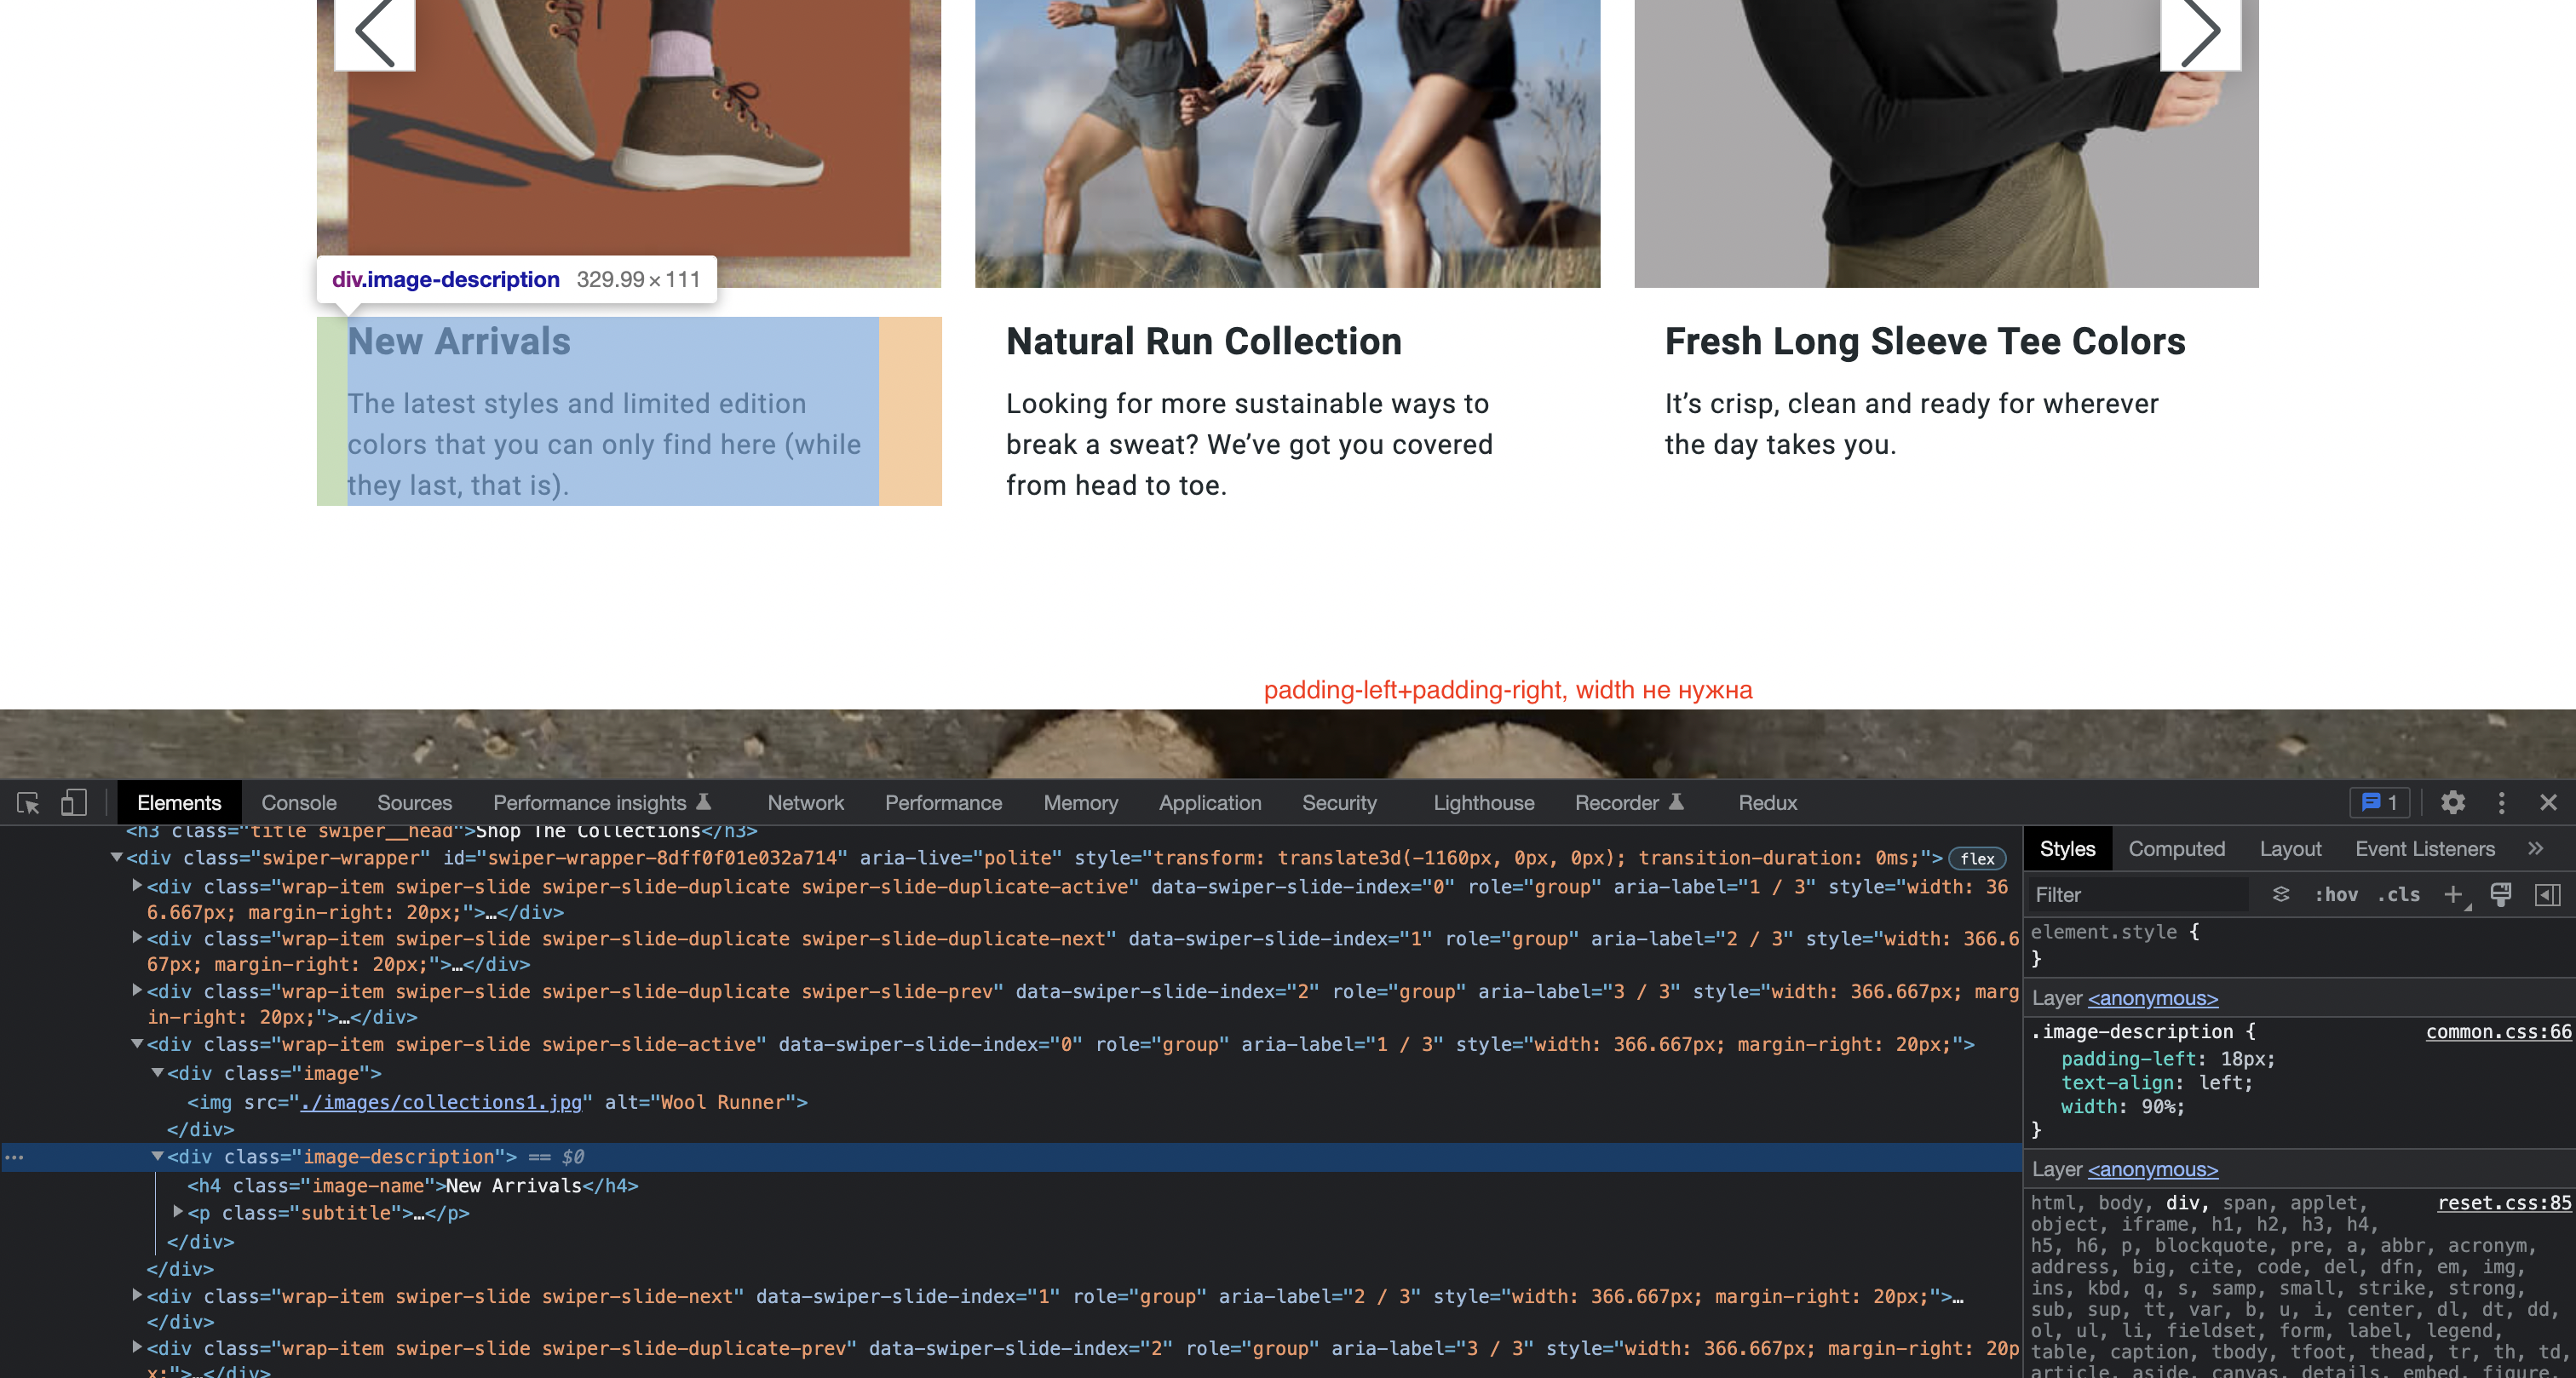 div.image-description 329.99 × 111
New Arrivals
The latest styles and limited edition
colors that you can only find here (while
they last, that is).
Natural Run Collection
Looking for more sustainable ways to
break a sweat? We’ve got you covered
from head to toe.
Fresh Long Sleeve Tee Colors
It’s crisp, clean and ready for wherever
the day takes you.
padding-left+padding-right, width не нужна
Elements Console Sources Performance insights Network Performance Memory Application Security Lighthouse Recorder Redux 1
<h3 class="title swiper__head">Shop The Collections</h3>
<div class="swiper-wrapper" id="swiper-wrapper-8dff0f01e032a714" aria-live="polite" style="transform: translate3d(-1160px, 0px, 0px); transition-duration: 0ms;"> flex
<div class="wrap-item swiper-slide swiper-slide-duplicate swiper-slide-duplicate-active" data-swiper-slide-index="0" role="group" aria-label="1 / 3" style="width: 36
6.667px; margin-right: 20px;">…</div>
<div class="wrap-item swiper-slide swiper-slide-duplicate swiper-slide-duplicate-next" data-swiper-slide-index="1" role="group" aria-label="2 / 3" style="width: 366.6
67px; margin-right: 20px;">…</div>
<div class="wrap-item swiper-slide swiper-slide-duplicate swiper-slide-prev" data-swiper-slide-index="2" role="group" aria-label="3 / 3" style="width: 366.667px; marg
in-right: 20px;">…</div>
<div class="wrap-item swiper-slide swiper-slide-active" data-swiper-slide-index="0" role="group" aria-label="1 / 3" style="width: 366.667px; margin-right: 20px;">
<div class="image">
<img src="./images/collections1.jpg" alt="Wool Runner">
</div>
… <div class="image-description"> == $0
<h4 class="image-name">New Arrivals</h4>
<p class="subtitle">…</p>
</div>
</div>
<div class="wrap-item swiper-slide swiper-slide-next" data-swiper-slide-index="1" role="group" aria-label="2 / 3" style="width: 366.667px; margin-right: 20px;">…
</div>
<div class="wrap-item swiper-slide swiper-slide-duplicate-prev" data-swiper-slide-index="2" role="group" aria-label="3 / 3" style="width: 366.667px; margin-right: 20p
x;">…</div>
Styles Computed Layout Event Listeners »
Filter :hov .cls +
element.style {
}
Layer <anonymous>
.image-description { common.css:66
padding-left: 18px;
text-align: left;
width: 90%;
}
Layer <anonymous>
html, body, div, span, applet, reset.css:85
object, iframe, h1, h2, h3, h4,
h5, h6, p, blockquote, pre, a, abbr, acronym,
address, big, cite, code, del, dfn, em, img,
ins, kbd, q, s, samp, small, strike, strong,
sub, sup, tt, var, b, u, i, center, dl, dt, dd,
ol, ul, li, fieldset, form, label, legend,
table, caption, tbody, tfoot, thead, tr, th, td,
article, aside, canvas, details, embed, figure,